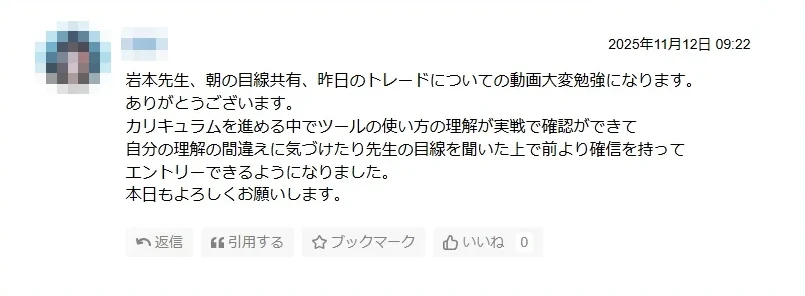 2025年11月12日 09:22
岩本先生、朝の目線共有、昨日のトレードについての動画大変勉強になります。
ありがとうございます。
カリキュラムを進める中でツールの使い方の理解が実戦で確認ができて
自分の理解の間違えに気づけたり先生の目線を聞いた上で前より確信を持って
エントリーできるようになりました。
本日もよろしくお願いします。
返信 引用する ブックマーク いいね 0